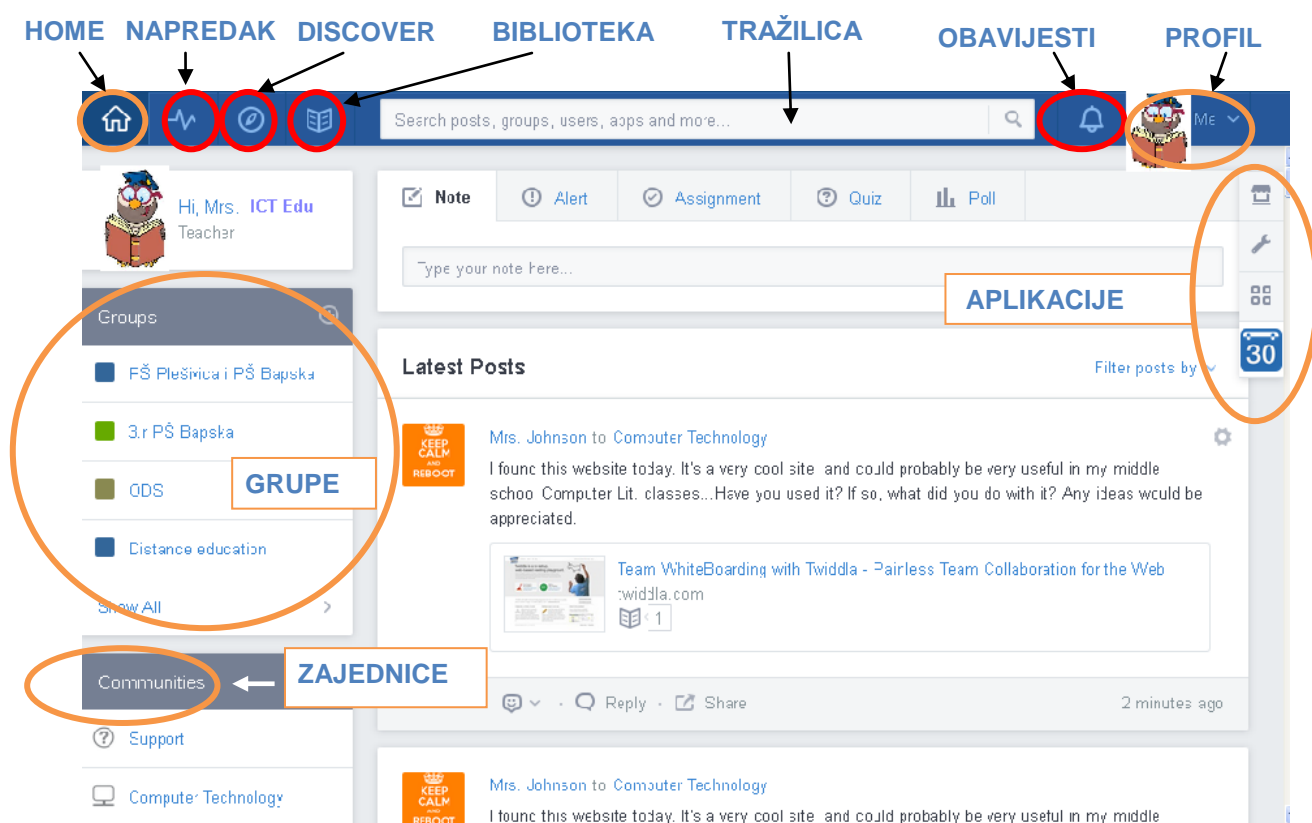 HOME NAPREDAK DISCOVER BIBLIOTEKA TRAŽILICA OBAVIJESTI PROFIL
Search posts, groups, users, apps and more...
Me
Hi, Mrs. ICT Edu
Teacher
Note Alert Assignment Quiz Poll
Type your note here...
APLIKACIJE
30
Groups
PŠ Plešivica i PŠ Bapska
3.r PŠ Bapska
ODS
GRUPE
Distance education
Show All
Communities
ZAJEDNICE
Support
Computer Technology
Latest Posts
Filter posts by
KEEP
CALM
AND
REBOOT
Mrs. Johnson to Computer Technology
I found this website today. It's a very cool site and could probably be very useful in my middle
school Computer Lit. classes...Have you used it? If so, what did you do with it? Any ideas would be
appreciated.
Team WhiteBoarding with Twiddla - Painless Team Collaboration for the Web
twiddla.com
1
Reply Share 2 minutes ago
KEEP
CALM
AND
REBOOT
Mrs. Johnson to Computer Technology
I found this website today. It's a very cool site and could probably be very useful in my middle